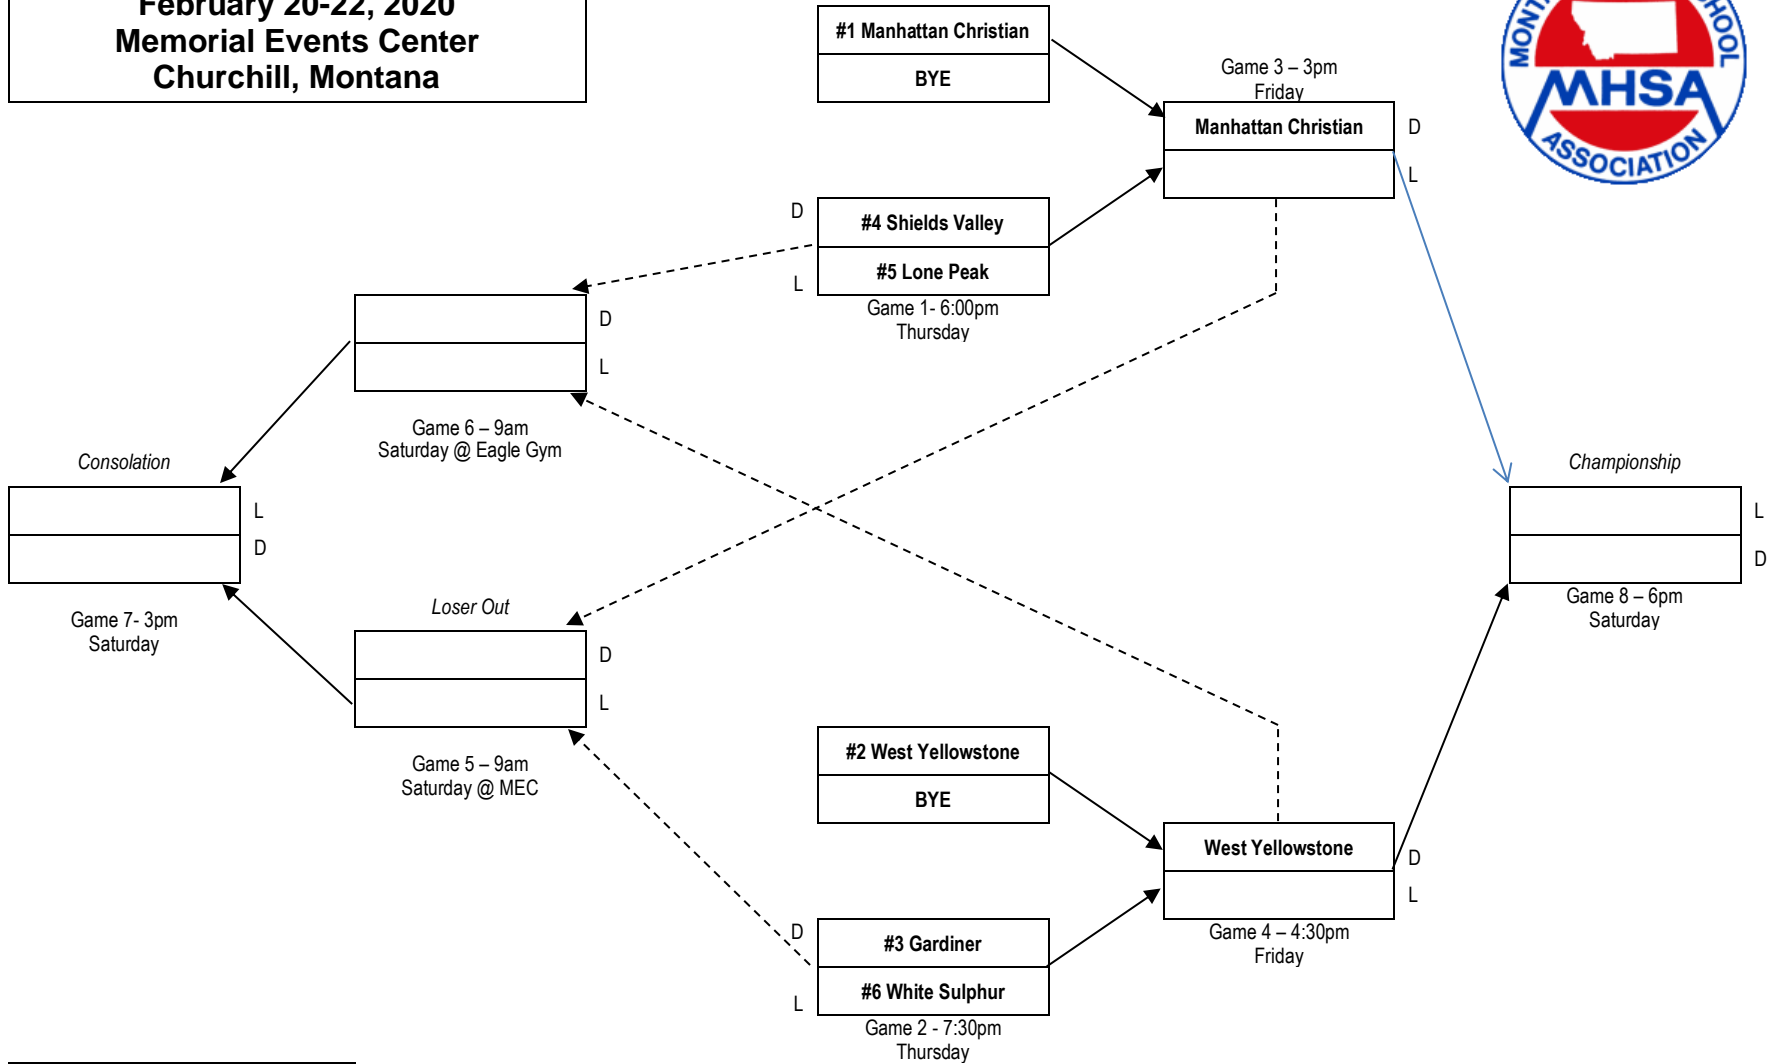 February 20-22, 2020
Memorial Events Center
Churchill, Montana
#1 Manhattan Christian
BYE
Game 3 – 3pm
Friday
Manhattan Christian
D
L
MHSA
ASSOCIATION
D
#4 Shields Valley
#5 Lone Peak
L
Game 1- 6:00pm
Thursday
D
L
Game 6 – 9am
Saturday @ Eagle Gym
Consolation
L
D
Game 7- 3pm
Saturday
Championship
L
D
Game 8 – 6pm
Saturday
Loser Out
D
L
Game 5 – 9am
Saturday @ MEC
#2 West Yellowstone
BYE
West Yellowstone
D
L
Game 4 – 4:30pm
Friday
D
#3 Gardiner
#6 White Sulphur
L
Game 2 - 7:30pm
Thursday